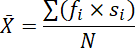 X̄ = ∑(fᵢ × sᵢ) / N